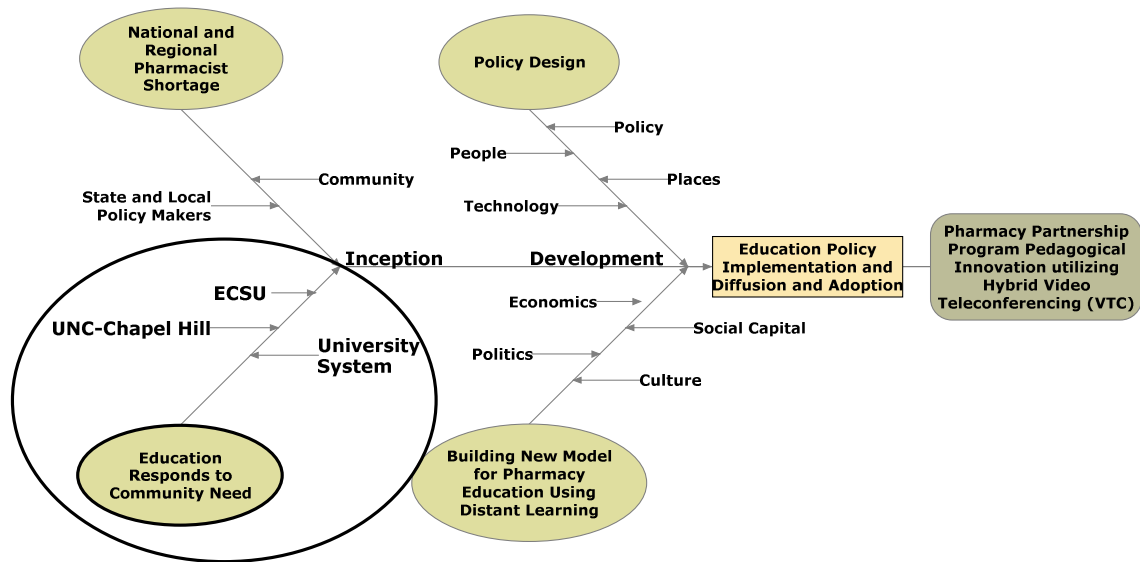 National and
Regional
Pharmacist
Shortage
Policy Design
Policy
People
Places
Community
State and Local
Policy Makers
Technology
Inception
Development
Education Policy
Implementation and
Diffusion and Adoption
Pharmacy Partnership
Program Pedagogical
Innovation utilizing
Hybrid Video
Teleconferencing (VTC)
ECSU
UNC-Chapel Hill
University
System
Economics
Social Capital
Politics
Culture
Education
Responds to
Community Need
Building New Model
for Pharmacy
Education Using
Distant Learning